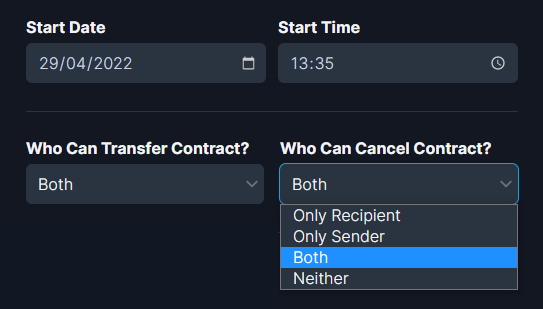 Start Date
Start Time
29/04/2022
13:35
Who Can Transfer Contract?
Who Can Cancel Contract?
Both
Both
Only Recipient
Only Sender
Both
Neither